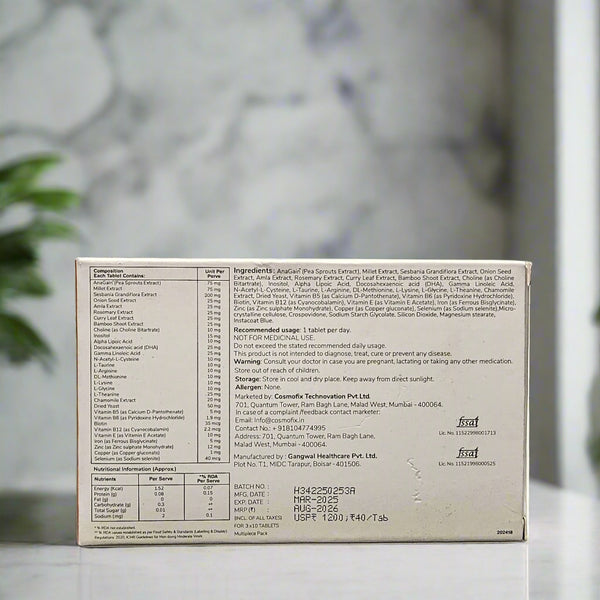 Composition
Each Tablet Contains: Unit Per Perve
AnaGain (Pea Sprouts Extract) 75 mg
Millet Extract 75 mg
Sesbania Grandiflora Extract 200 mg
Onion Seed Extract 25 mg
Amla Extract 25 mg
Rosemary Extract 25 mg
Curry Leaf Extract 25 mg
Bamboo Shoot Extract 25 mg
Choline (as Choline Bitartrate) 10 mg
Inositol 15 mg
Alpha Lipoic Acid 10 mg
Docosahexaenoic acid (DHA) 25 mg
Gamma Linoleic Acid 25 mg
N-Acetyl-L-Cysteine 10 mg
L-Taurine 10 mg
L-Arginine 20 mg
DL-Methionine 10 mg
L-Lysine 10 mg
L-Glycine 10 mg
L-Theanine 25 mg
Chamomile Extract 20 mg
Dried Yeast 50 mg
Vitamin B5 (as Calcium D-Pantothenate) 5 mg
Vitamin B6 (as Pyridoxine Hydrochloride) 1.9 mg
Biotin 35 mcg
Vitamin B12 (as Cyanocobalamin) 2.2 mcg
Vitamin E (as Vitamin E Acetate) 10 mg
Iron (as Ferrous Bisglycinate) 5 mg
Zinc (as Zinc sulphate Monohydrate) 12 mg
Copper (as Copper gluconate) 1 mg
Selenium (as Sodium selenite) 40 mcg
Nutritional Information (Approx.)
Nutrients Per Serve *% RDA Per Serve
Energy (Kcal) 1.52 0.07
Protein (g) 0.08 0.15
Fat (g) 0 0
Carbohydrate (g) 0.3 **
Total Sugar (g) 0.01 **
Sodium (mg) 2 0.1
Ingredients: AnaGain (Pea Sprouts Extract), Millet Extract, Sesbania Grandiflora Extract, Onion Seed
Extract, Amla Extract, Rosemary Extract, Curry Leaf Extract, Bamboo Shoot Extract, Choline (as Choline
Bitartrate), Inositol, Alpha Lipoic Acid, Docosahexaenoic acid (DHA), Gamma Linoleic Acid,
N-Acetyl-L-Cysteine, L-Taurine, L-Arginine, DL-Methionine, L-Lysine, L-Glycine, L-Theanine, Chamomile
Extract, Dried Yeast, Vitamin B5 (as Calcium D-Pantothenate), Vitamin B6 (as Pyridoxine Hydrochloride),
Biotin, Vitamin B12 (as Cyanocobalamin), Vitamin E (as Vitamin E Acetate), Iron (as Ferrous Bisglycinate),
Zinc (as Zinc sulphate Monohydrate), Copper (as Copper gluconate), Selenium (as Sodium selenite),Micro-
crystalline cellulose, Crospovidone, Sodium Starch Glycolate, Silicon Dioxide, Magnesium stearate,
Instacoat Blue.
Recommended usage: 1 tablet per day.
NOT FOR MEDICINAL USE.
Do not exceed the stated recommended daily usage.
This product is not intended to diagnose, treat, cure or prevent any disease.
Warning: Consult your doctor in case you are pregnant, lactating or taking any other medication.
Store out of reach of children.
Storage: Store in cool and dry place. Keep away from direct sunlight.
Allergen: None.
Marketed by: Cosmofix Technovation Pvt. Ltd.
701, Quantum Tower, Ram Bagh Lane, Malad West, Mumbai - 400064.
In case of a complaint /feedback contact marketer:
Email: Info@cosmofix.in
Contact No.: +918104774995
Address: 701, Quantum Tower, Ram Bagh Lane,
Malad West, Mumbai - 400064.
fssai
Lic No. 11522998001713
Manufactured by : Gangwal Healthcare Pvt. Ltd.
Plot No. T1, MIDC Tarapur, Boisar - 401506.
fssai
Lic No. 11521996000525
BATCH NO.: H342250253A
MFG. DATE : MAR-2025
EXP. DATE : AUG-2026
MRP (₹) : USP₹ 1200,₹40/Tab
(INCL. OF ALL TAXES)
FOR 3x10 TABLETS
Multipiece Pack
*% RDA not established.
202418